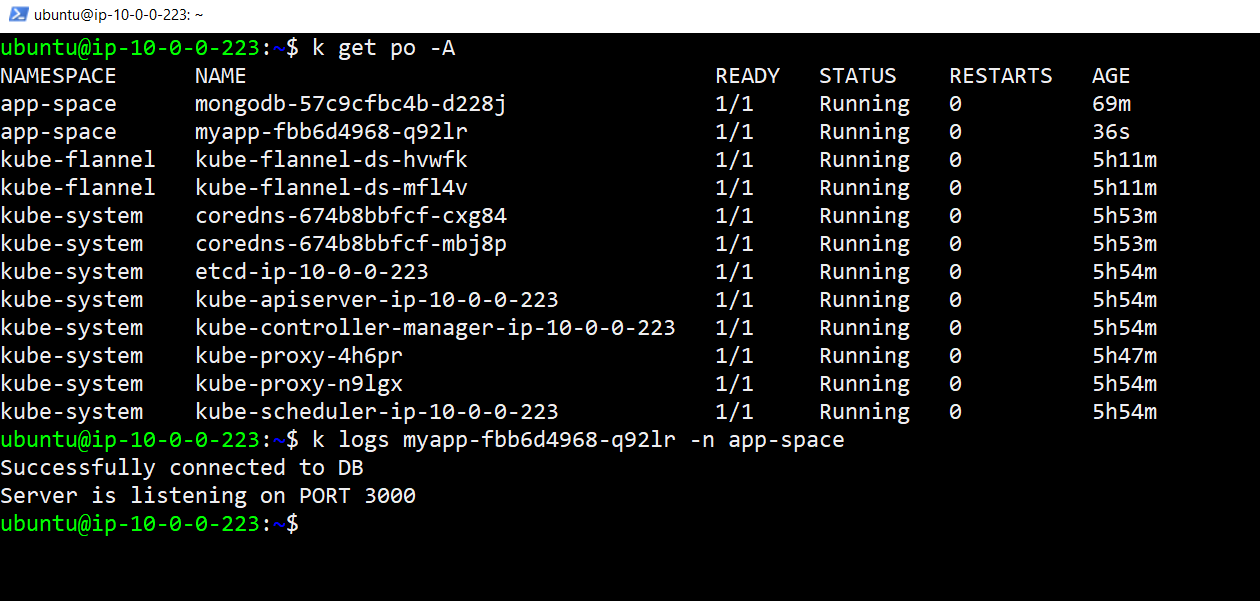 ubuntu@ip-10-0-0-223: ~
ubuntu@ip-10-0-0-223:~$ k get po -A
NAMESPACE      NAME                                    READY   STATUS    RESTARTS   AGE
app-space      mongodb-57c9cfbc4b-d228j                1/1     Running   0          69m
app-space      myapp-fbb6d4968-q92lr                   1/1     Running   0          36s
kube-flannel   kube-flannel-ds-hvwfk                   1/1     Running   0          5h11m
kube-flannel   kube-flannel-ds-mfl4v                   1/1     Running   0          5h11m
kube-system    coredns-674b8bbfcf-cxg84                1/1     Running   0          5h53m
kube-system    coredns-674b8bbfcf-mbj8p                1/1     Running   0          5h53m
kube-system    etcd-ip-10-0-0-223                      1/1     Running   0          5h54m
kube-system    kube-apiserver-ip-10-0-0-223            1/1     Running   0          5h54m
kube-system    kube-controller-manager-ip-10-0-0-223   1/1     Running   0          5h54m
kube-system    kube-proxy-4h6pr                        1/1     Running   0          5h47m
kube-system    kube-proxy-n9lgx                        1/1     Running   0          5h54m
kube-system    kube-scheduler-ip-10-0-0-223            1/1     Running   0          5h54m
ubuntu@ip-10-0-0-223:~$ k logs myapp-fbb6d4968-q92lr -n app-space
Successfully connected to DB
Server is listening on PORT 3000
ubuntu@ip-10-0-0-223:~$